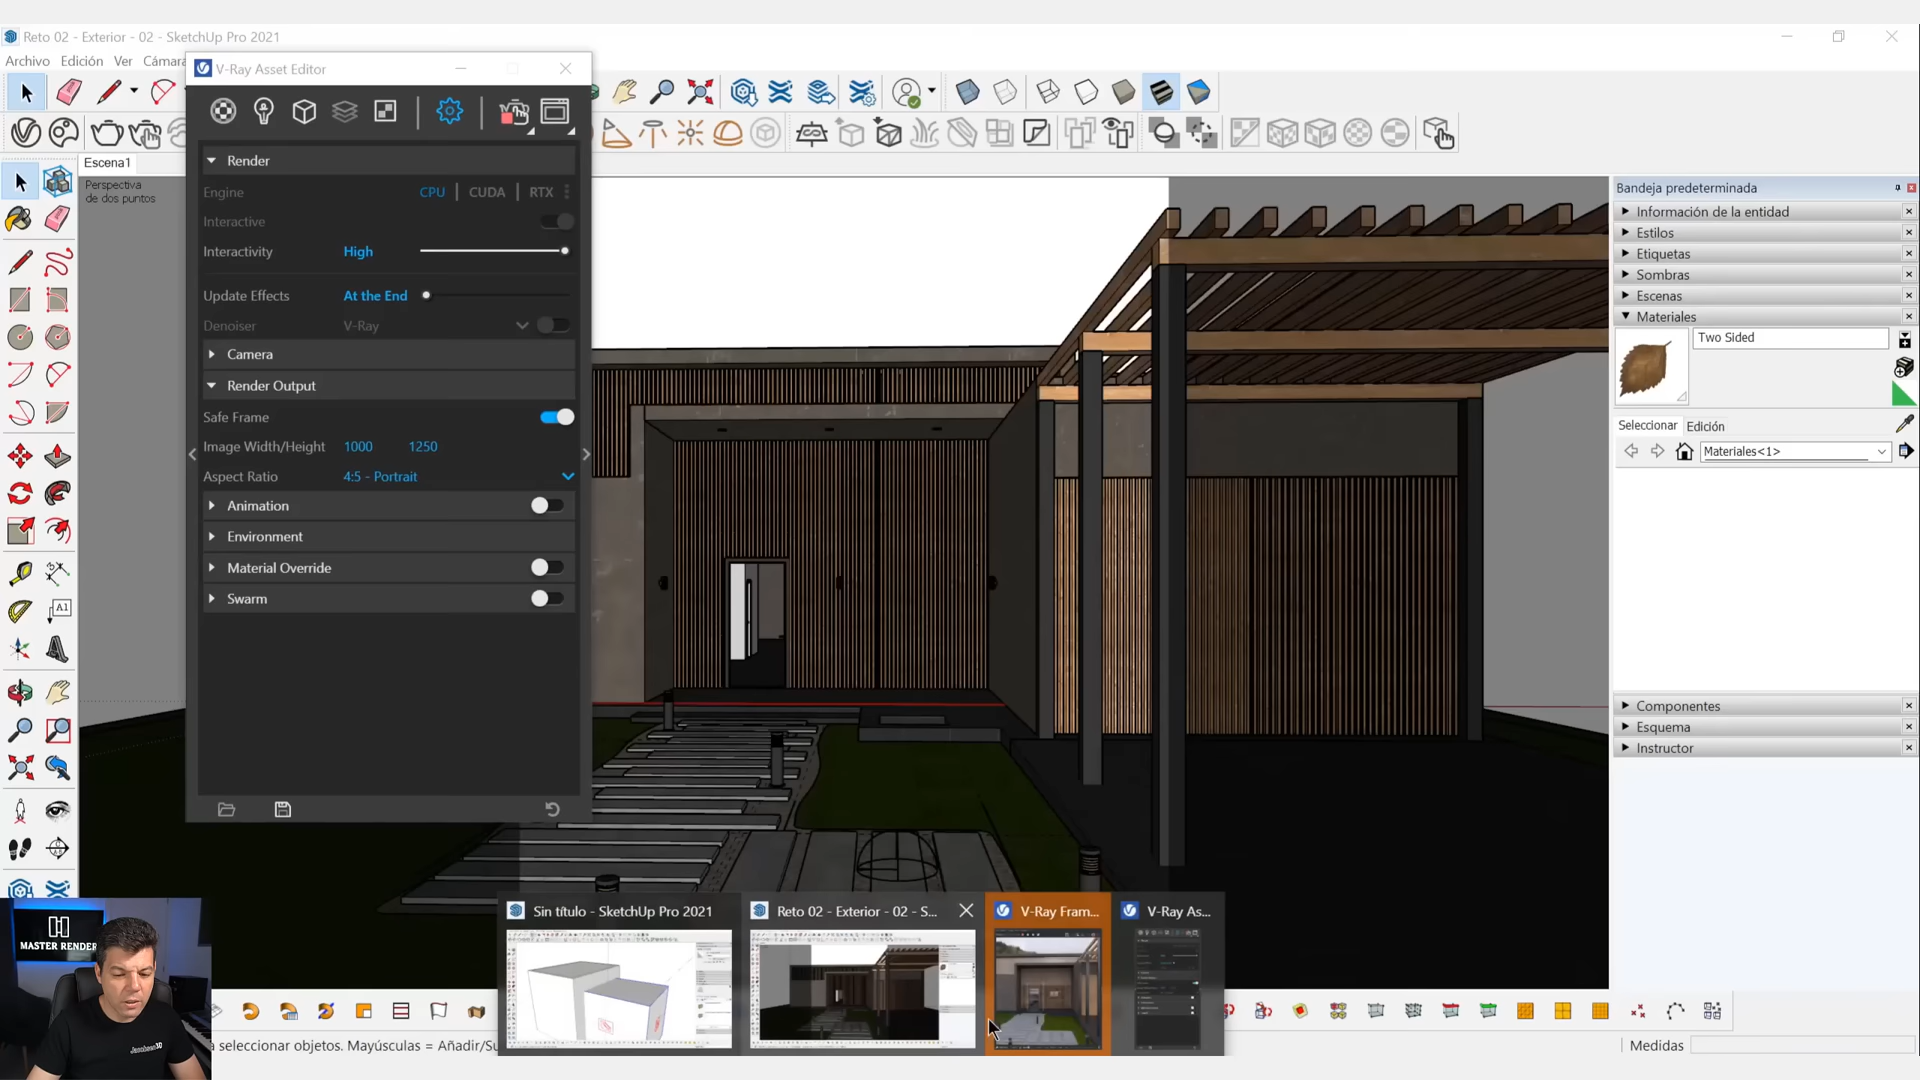 Reto 02 - Exterior - 02 - SketchUp Pro 2021
Archivo Edición Ver Cámara
V-Ray Asset Editor
Escena1
Perspectiva
de dos puntos
Render
Engine CPU | CUDA | RTX
Interactive
Interactivity High
Update Effects At the End
Denoiser V-Ray
Camera
Render Output
Safe Frame
Image Width/Height 1000 1250
Aspect Ratio 4:5 - Portrait
Animation
Environment
Material Override
Swarm
Bandeja predeterminada
Información de la entidad
Estilos
Etiquetas
Sombras
Escenas
Materiales
Two Sided
Seleccionar Edición
Materiales<1>
Componentes
Esquema
Instructor
A1
Sin título - SketchUp Pro 2021
Reto 02 - Exterior - 02 - S...
V-Ray Fram...
V-Ray As...
MASTER RENDER
Jacobson3D
a seleccionar objetos. Mayúsculas = Añadir/Su
Medidas